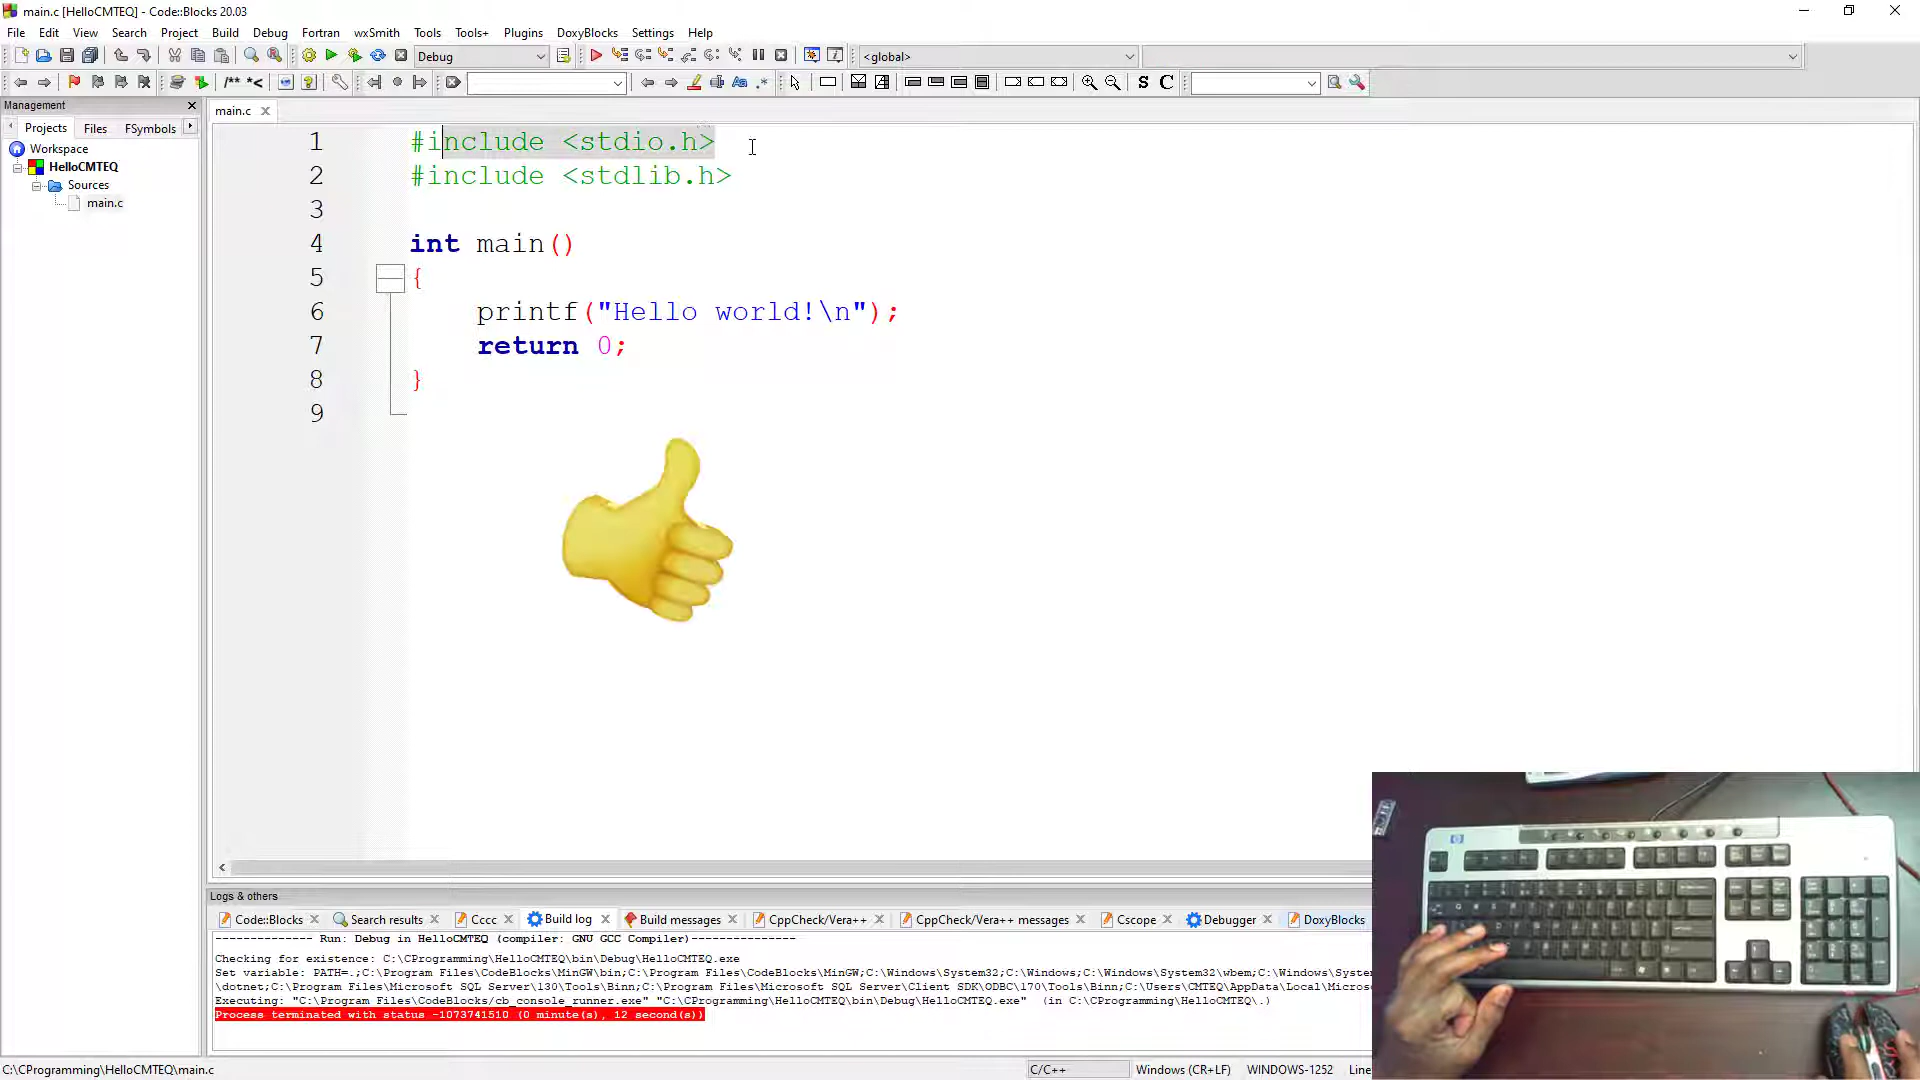 main.c [HelloCMTEQ] - Code::Blocks 20.03
File Edit View Search Project Build Debug Fortran wxSmith Tools Tools+ Plugins DoxyBlocks Settings Help
Debug <global>
/** *< Aa .* S C
Management
main.c
Projects Files FSymbols
Workspace
HelloCMTEQ
Sources
main.c
1 #include <stdio.h>
2 #include <stdlib.h>
3
4 int main()
5 {
6 printf("Hello world!\n");
7 return 0;
8 }
9
Logs & others
Code::Blocks Search results Cccc Build log Build messages CppCheck/Vera++ CppCheck/Vera++ messages Cscope Debugger DoxyBlocks
-------------- Run: Debug in HelloCMTEQ (compiler: GNU GCC Compiler)---------------
Checking for existence: C:\CProgramming\HelloCMTEQ\bin\Debug\HelloCMTEQ.exe
Set variable: PATH=.;C:\Program Files\CodeBlocks\MinGW\bin;C:\Program Files\CodeBlocks\MinGW;C:\Windows\System32;C:\Windows;C:\Windows\System32\wbem;C:\Windows\System
\dotnet;C:\Program Files\Microsoft SQL Server\130\Tools\Binn;C:\Program Files\Microsoft SQL Server\Client SDK\ODBC\170\Tools\Binn;C:\Users\CMTEQ\AppData\Local\Micros
Executing: "C:\Program Files\CodeBlocks/cb_console_runner.exe" "C:\CProgramming\HelloCMTEQ\bin\Debug\HelloCMTEQ.exe" (in C:\CProgramming\HelloCMTEQ\.)
Process terminated with status -1073741510 (0 minute(s), 12 second(s))
C:\CProgramming\HelloCMTEQ\main.c C/C++ Windows (CR+LF) WINDOWS-1252 Line